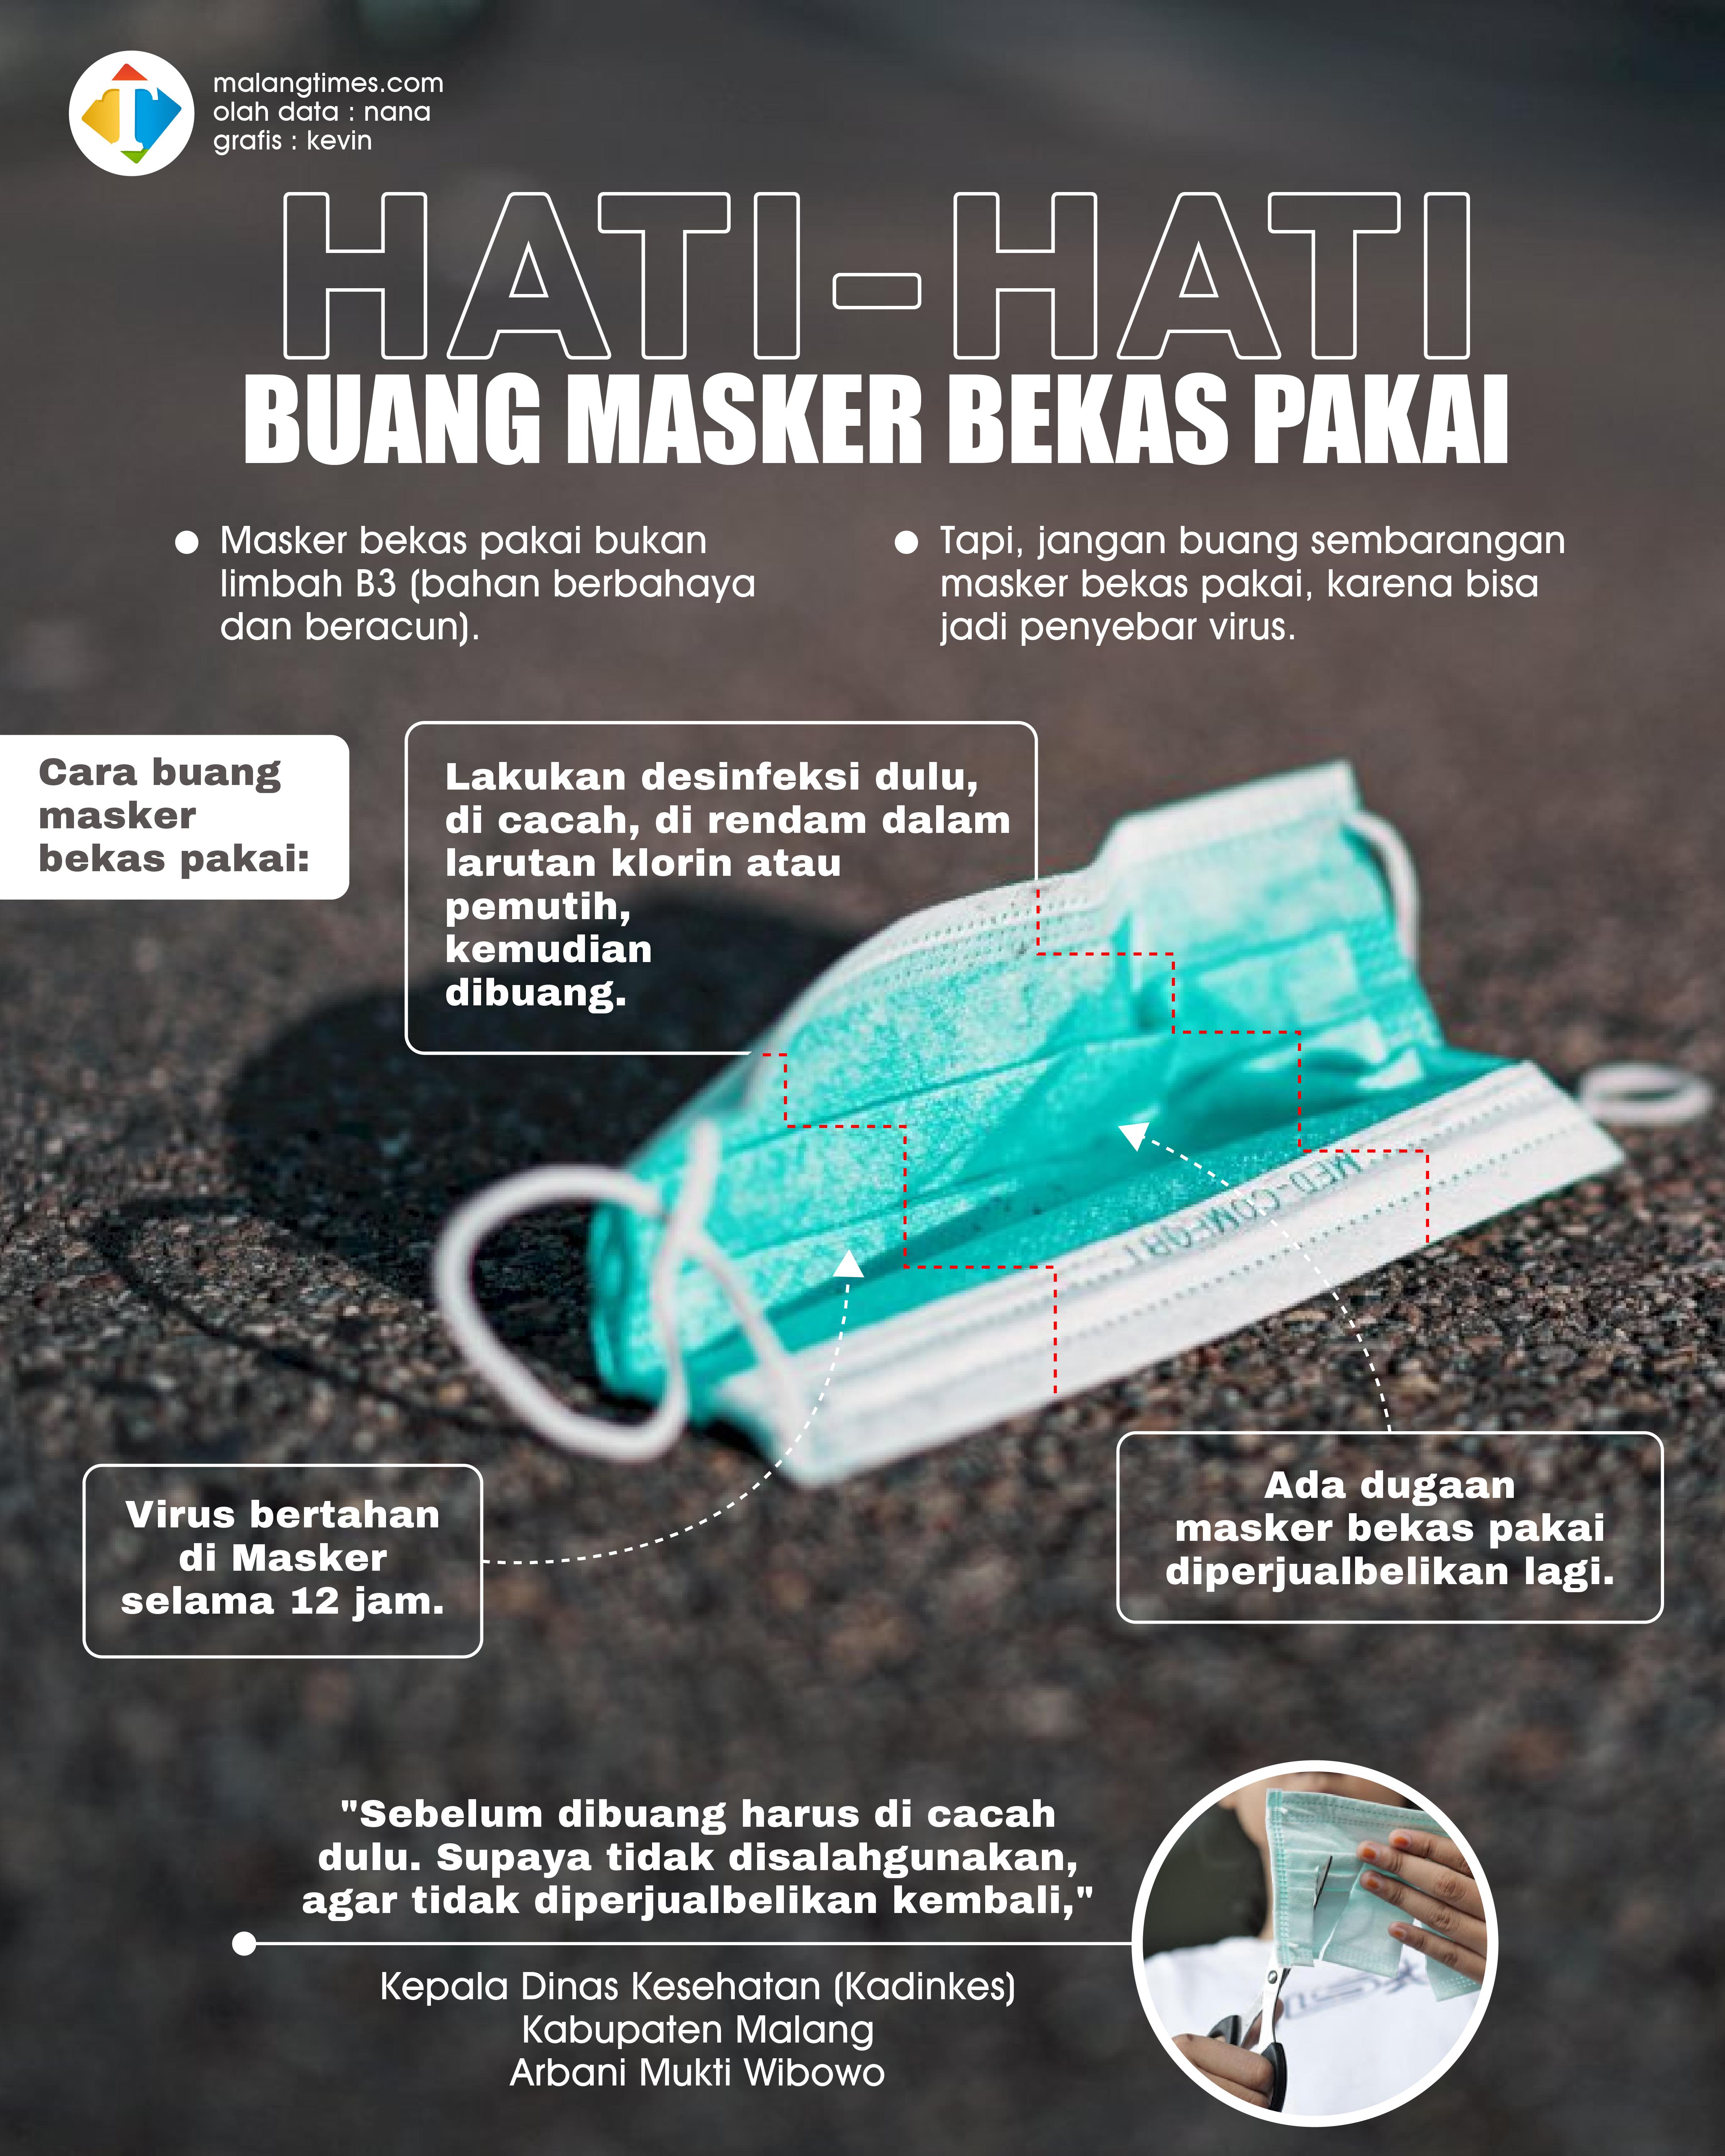 malangtimes.com
olah data : nana
grafis : kevin
HATI-HATI
BUANG MASKER BEKAS PAKAI
Masker bekas pakai bukan
limbah B3 (bahan berbahaya
dan beracun).
Tapi, jangan buang sembarangan
masker bekas pakai, karena bisa
jadi penyebar virus.
Cara buang
masker
bekas pakai:
Lakukan desinfeksi dulu,
di cacah, di rendam dalam
larutan klorin atau
pemutih,
kemudian
dibuang.
MED-COMFORT
Virus bertahan
di Masker
selama 12 jam.
Ada dugaan
masker bekas pakai
diperjualbelikan lagi.
"Sebelum dibuang harus di cacah
dulu. Supaya tidak disalahgunakan,
agar tidak diperjualbelikan kembali,"
Kepala Dinas Kesehatan (Kadinkes)
Kabupaten Malang
Arbani Mukti Wibowo